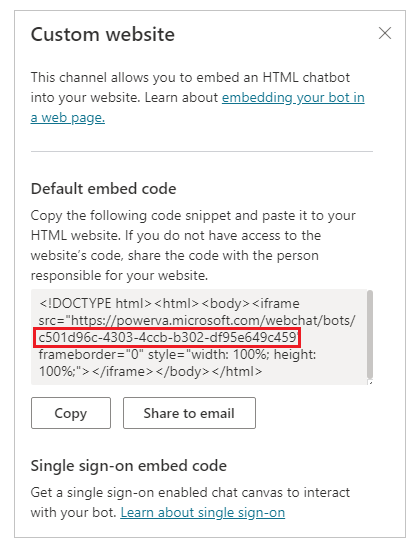 Custom website
This channel allows you to embed an HTML chatbot
into your website. Learn about embedding your bot in
a web page.
Default embed code
Copy the following code snippet and paste it to your
HTML website. If you do not have access to the
website's code, share the code with the person
responsible for your website.
<!DOCTYPE html><html><body><iframe
src="https://powerva.microsoft.com/webchat/bots/
c501d96c-4303-4ccb-b302-df95e649c459"
frameborder="0" style="width: 100%; height:
100%;"></iframe></body></html>
Copy
Share to email
Single sign-on embed code
Get a single sign-on enabled chat canvas to interact
with your bot. Learn about single sign-on